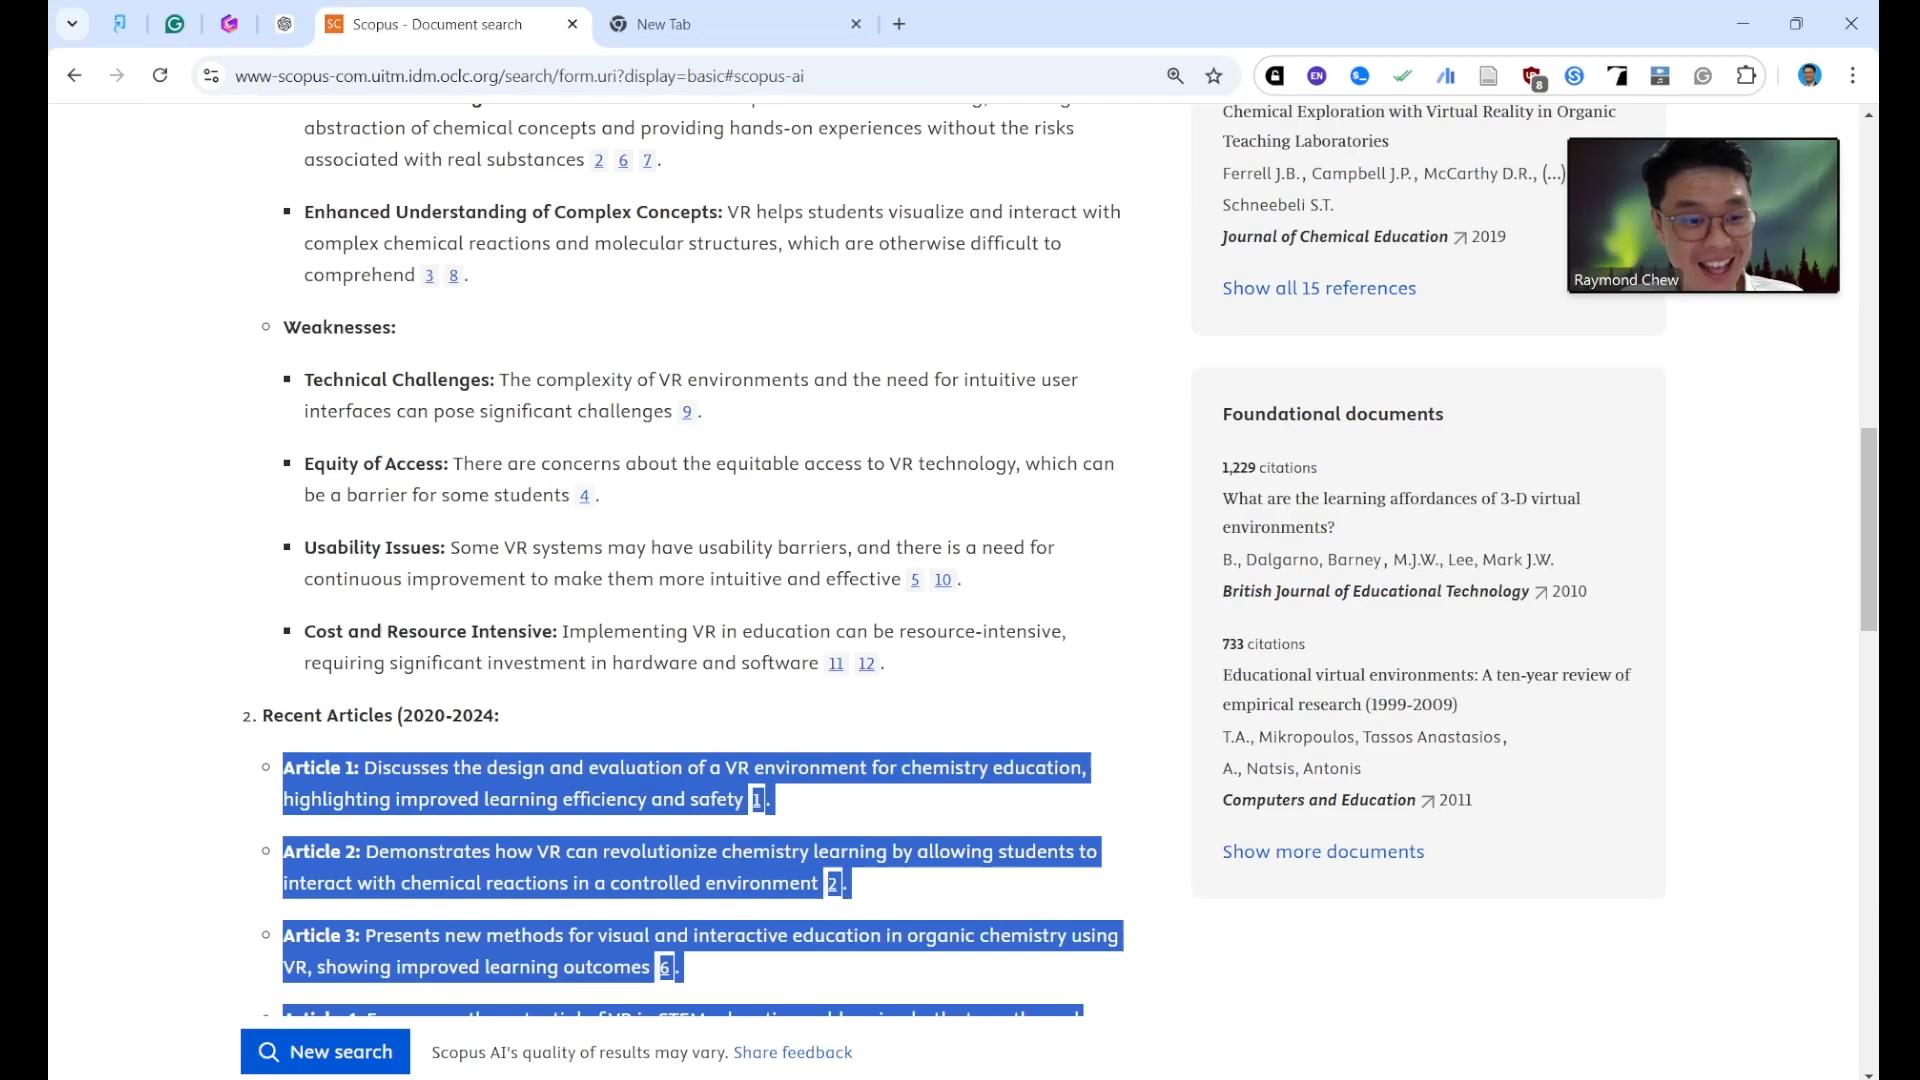 Scopus - Document search
New Tab
www-scopus-com.uitm.idm.oclc.org/search/form.uri?display=basic#scopus-ai
EN
8
abstraction of chemical concepts and providing hands-on experiences without the risks
associated with real substances 2 6 7 .
▪ Enhanced Understanding of Complex Concepts: VR helps students visualize and interact with
complex chemical reactions and molecular structures, which are otherwise difficult to
comprehend 3 8 .
○ Weaknesses:
▪ Technical Challenges: The complexity of VR environments and the need for intuitive user
interfaces can pose significant challenges 9 .
▪ Equity of Access: There are concerns about the equitable access to VR technology, which can
be a barrier for some students 4 .
▪ Usability Issues: Some VR systems may have usability barriers, and there is a need for
continuous improvement to make them more intuitive and effective 5 10 .
▪ Cost and Resource Intensive: Implementing VR in education can be resource-intensive,
requiring significant investment in hardware and software 11 12 .
2. Recent Articles (2020-2024:
○ Article 1: Discusses the design and evaluation of a VR environment for chemistry education,
highlighting improved learning efficiency and safety 1 .
○ Article 2: Demonstrates how VR can revolutionize chemistry learning by allowing students to
interact with chemical reactions in a controlled environment 2 .
○ Article 3: Presents new methods for visual and interactive education in organic chemistry using
VR, showing improved learning outcomes 6 .
New search
Scopus AI's quality of results may vary. Share feedback
Chemical Exploration with Virtual Reality in Organic
Teaching Laboratories
Ferrell J.B., Campbell J.P., McCarthy D.R., (...)
Schneebeli S.T.
Journal of Chemical Education 2019
Show all 15 references
Raymond Chew
Foundational documents
1,229 citations
What are the learning affordances of 3-D virtual
environments?
B., Dalgarno, Barney, M.J.W., Lee, Mark J.W.
British Journal of Educational Technology 2010
733 citations
Educational virtual environments: A ten-year review of
empirical research (1999-2009)
T.A., Mikropoulos, Tassos Anastasios,
A., Natsis, Antonis
Computers and Education 2011
Show more documents